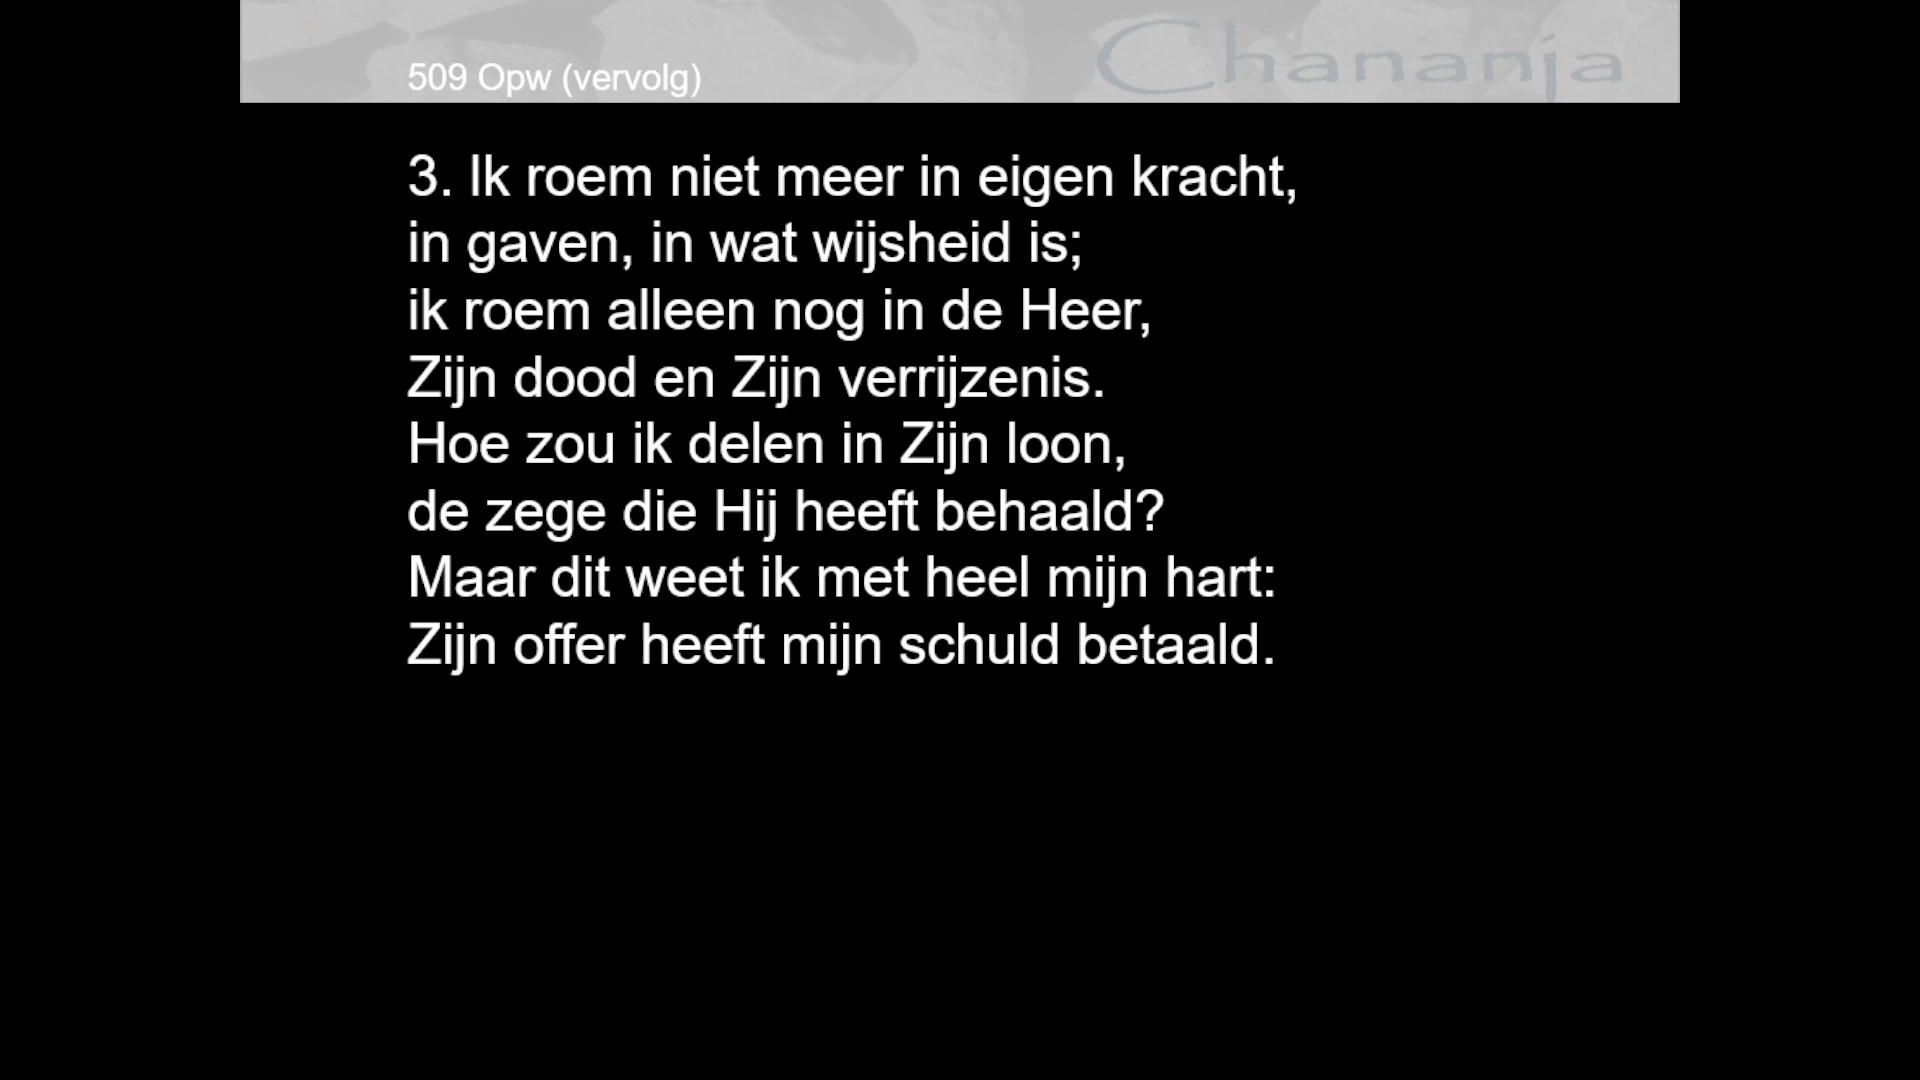 Chananja
509 Opw (vervolg)
3. Ik roem niet meer in eigen kracht,
in gaven, in wat wijsheid is;
ik roem alleen nog in de Heer,
Zijn dood en Zijn verrijzenis.
Hoe zou ik delen in Zijn loon,
de zege die Hij heeft behaald?
Maar dit weet ik met heel mijn hart:
Zijn offer heeft mijn schuld betaald.